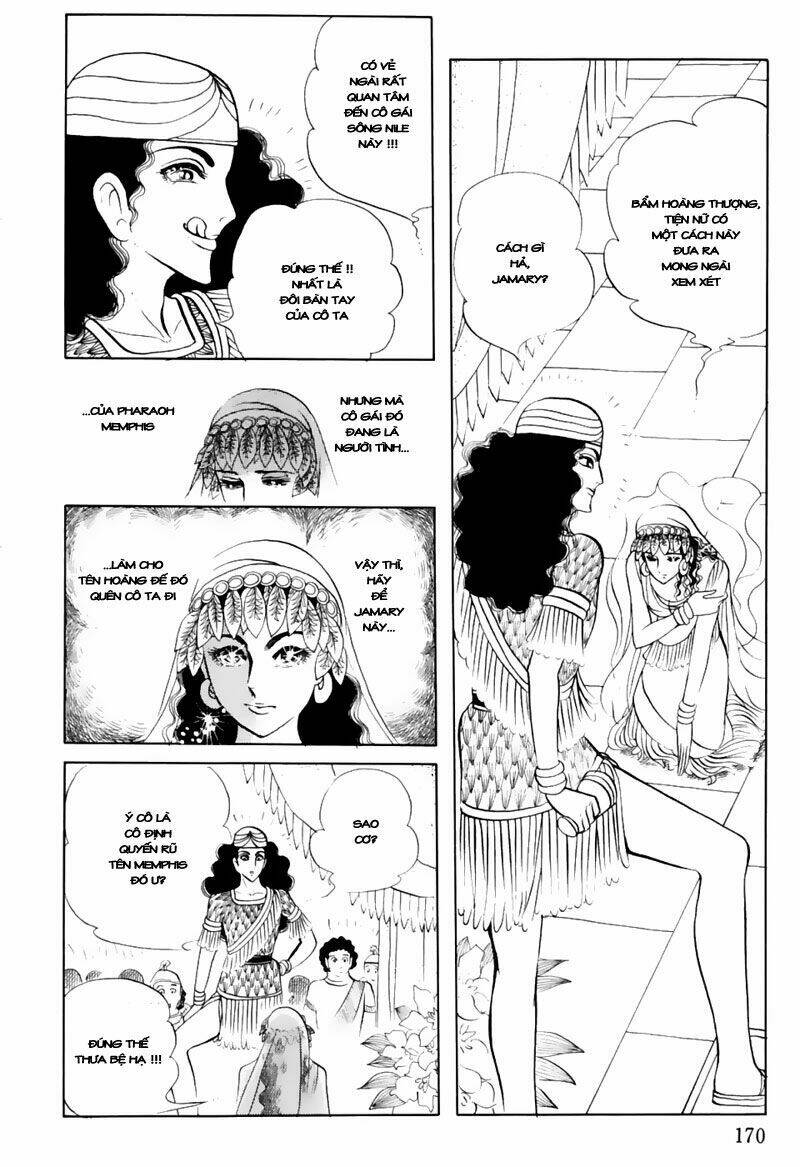 BẨM HOÀNG THƯỢNG,
TIỆN NỮ CÓ
MỘT CÁCH NÀY
ĐƯA RA
MONG NGÀI
XEM XÉT
CÁCH GÌ
HẢ,
JAMARY?
CÓ VẺ
NGÀI RẤT
QUAN TÂM
ĐẾN CÔ GÁI
SÔNG NILE
NÀY !!!
ĐÚNG THẾ !!
NHẤT LÀ
ĐÔI BÀN TAY
CỦA CÔ TA
NHƯNG MÀ
CÔ GÁI ĐÓ
ĐANG LÀ
NGƯỜI TÌNH...
...CỦA PHARAOH
MEMPHIS
VẬY THÌ,
HÃY
ĐỂ
JAMARY
NÀY...
...LÀM CHO
TÊN HOÀNG ĐẾ ĐÓ
QUÊN CÔ TA ĐI
SAO
CƠ?
Ý CÔ LÀ
CÔ ĐỊNH
QUYẾN RŨ
TÊN MEMPHIS
ĐÓ Ư?
ĐÚNG THẾ
THƯA BỆ HẠ !!!
170